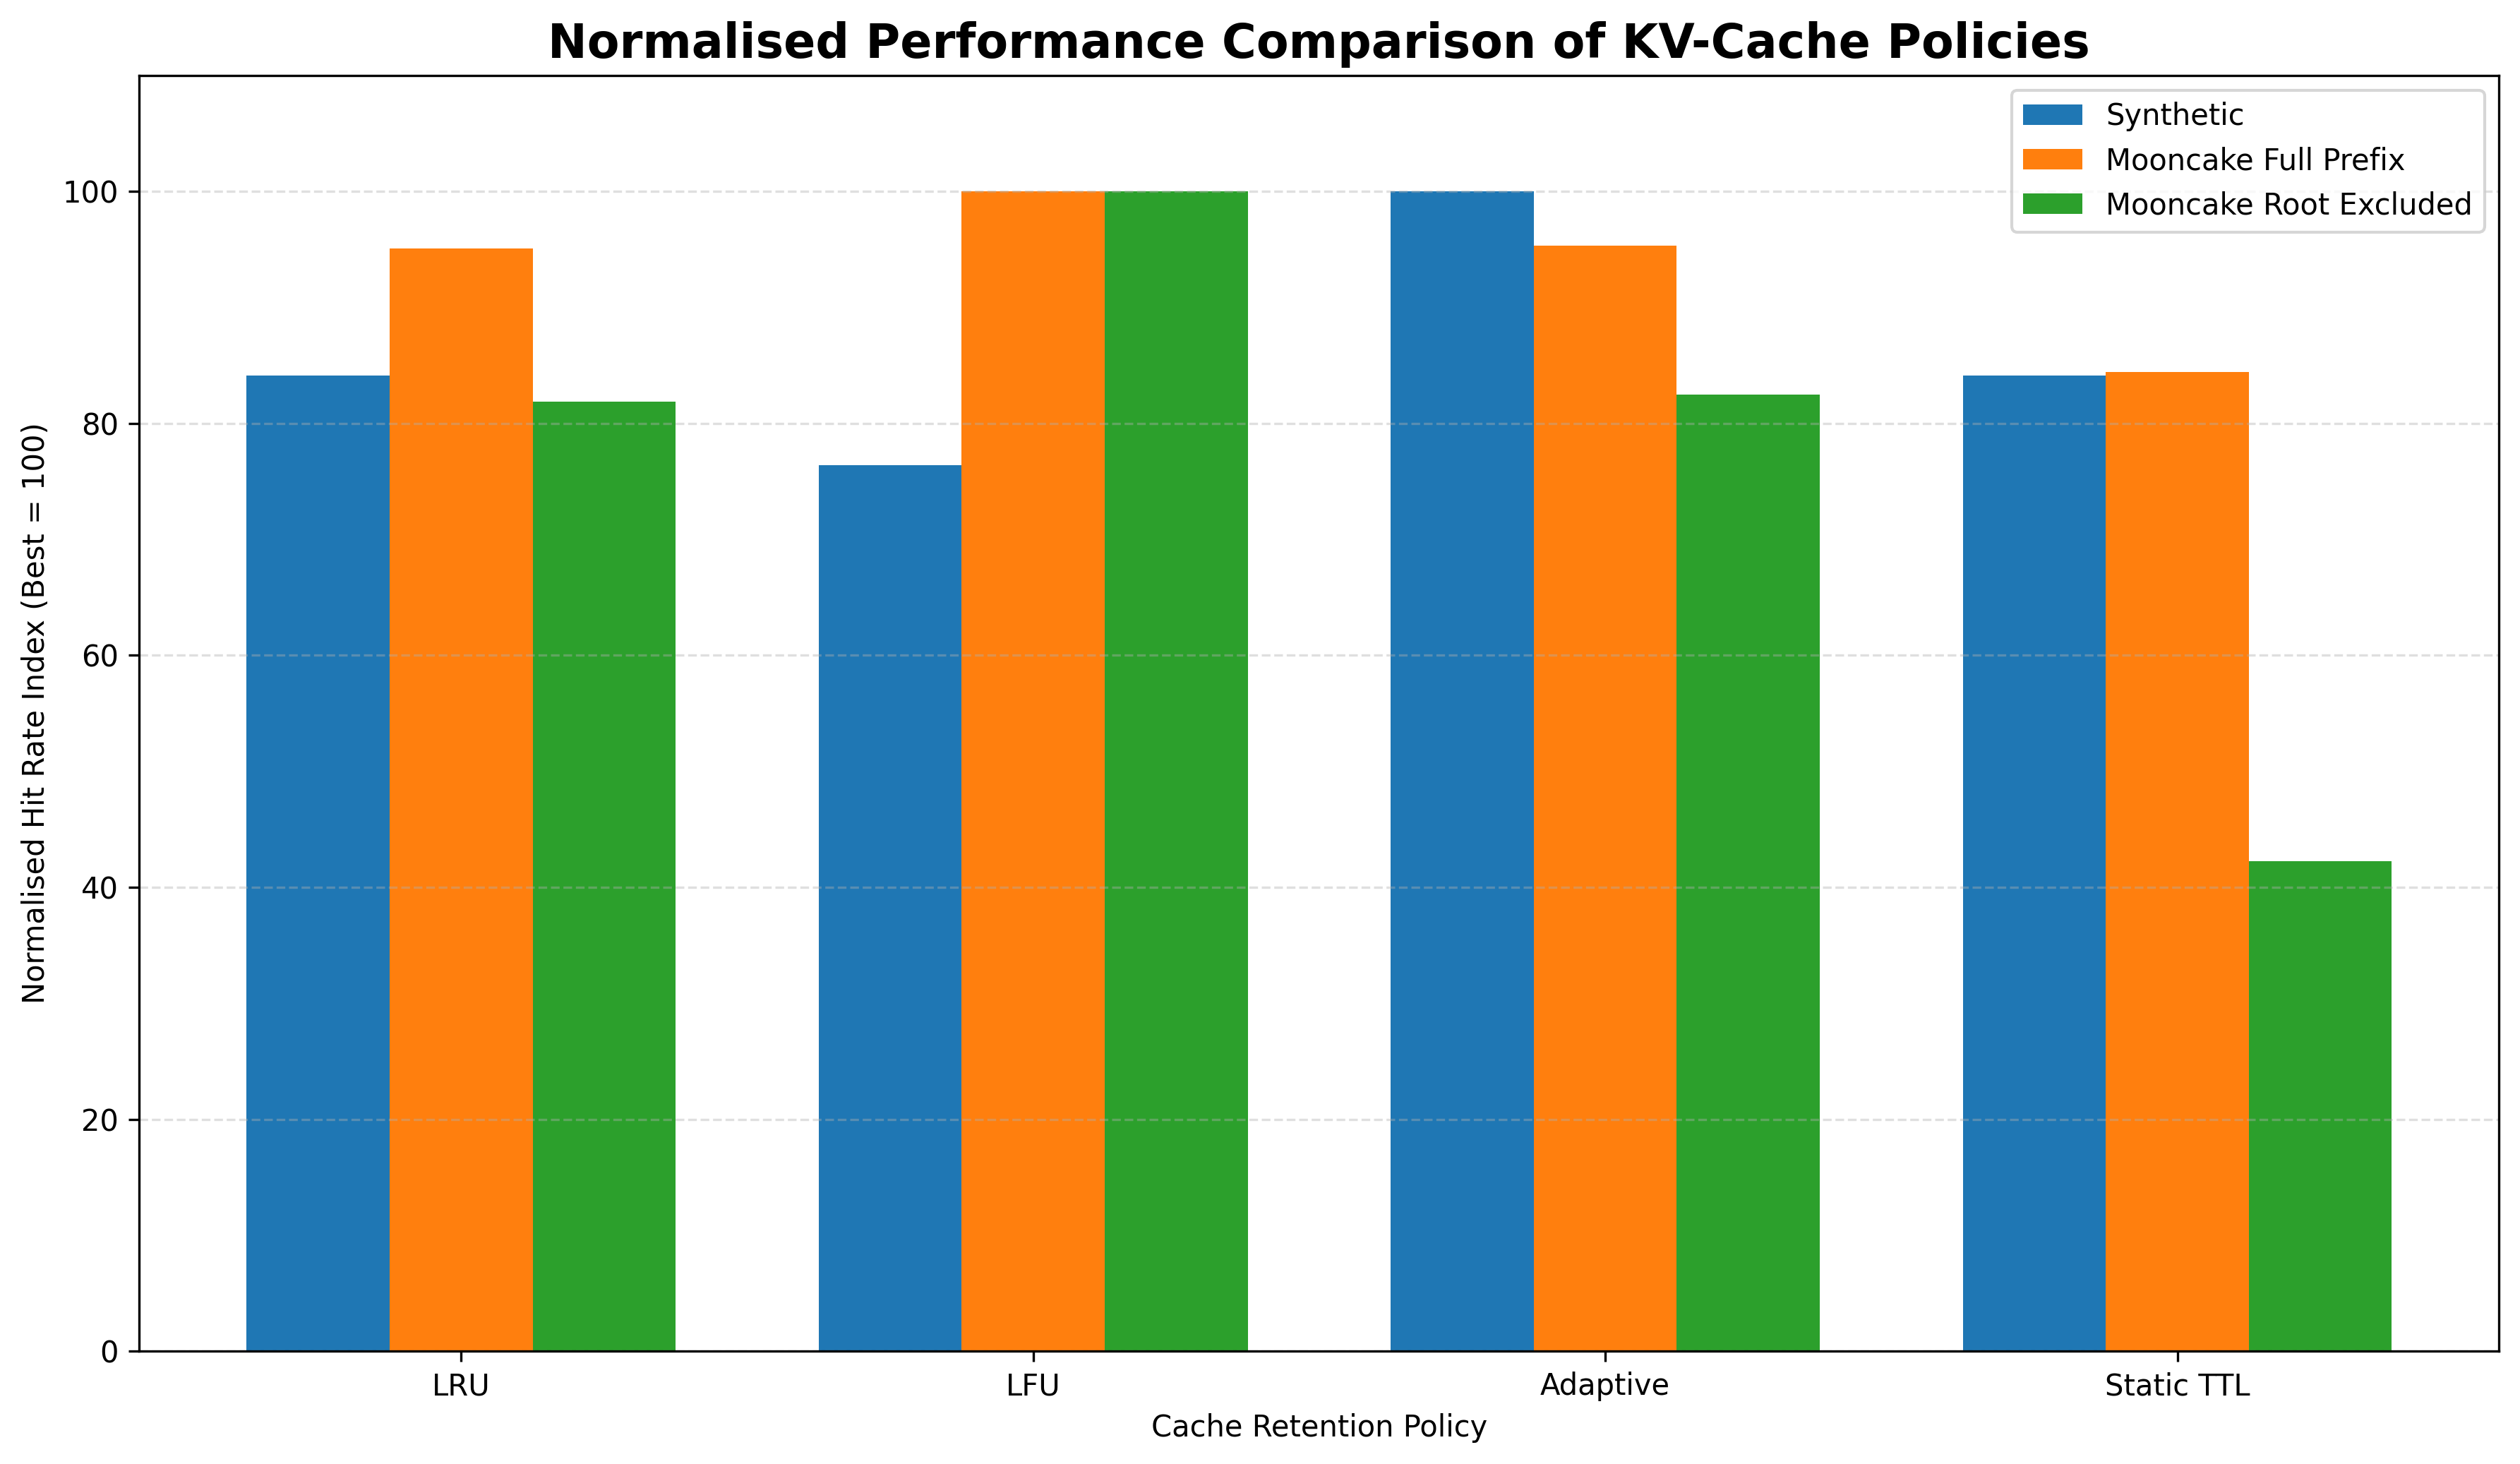 Normalised Performance Comparison of KV-Cache Policies
Synthetic
Mooncake Full Prefix
Mooncake Root Excluded
Normalised Hit Rate Index (Best = 100)
100
80
60
40
20
0
LRU
LFU
Adaptive
Static TTL
Cache Retention Policy